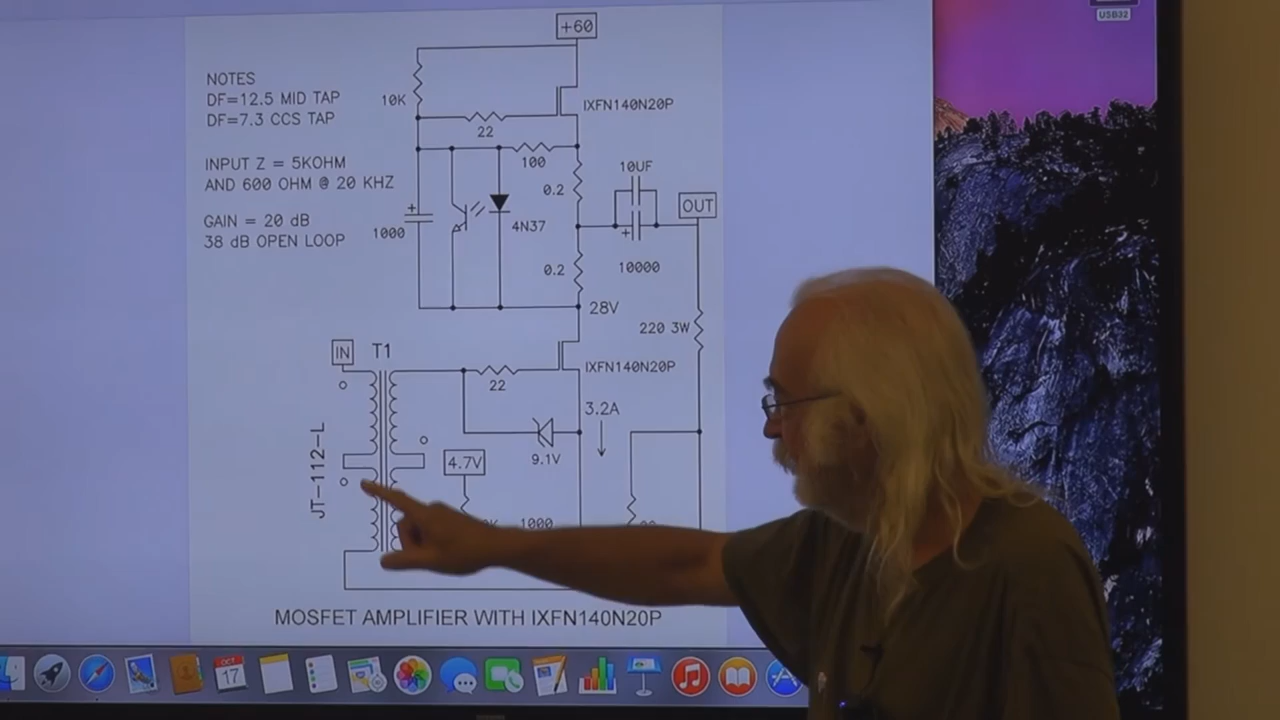 USB32
+60
NOTES
DF=12.5 MID TAP
DF=7.3 CCS TAP
10K
IXFN140N20P
22
INPUT Z = 5KOHM
AND 600 OHM @ 20 KHZ
100
0.2
10UF
OUT
GAIN = 20 dB
38 dB OPEN LOOP
+
1000
4N37
+
0.2
10000
28V
220 3W
IN
T1
22
IXFN140N20P
3.2A
JT-112-L
4.7V
9.1V
1000
MOSFET AMPLIFIER WITH IXFN140N20P
OCT
17